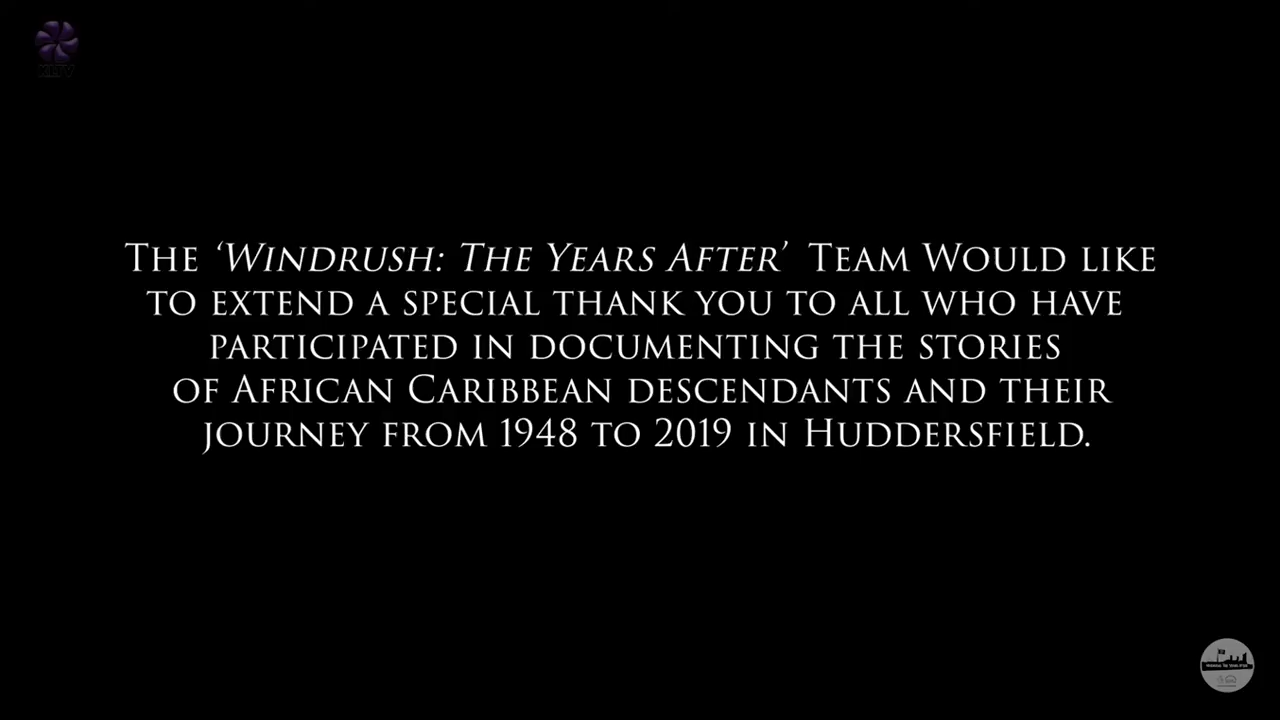 KLTV
The ‘Windrush: The Years After’ Team Would like
to extend a special thank you to all who have
participated in documenting the stories
of African Caribbean descendants and their
journey from 1948 to 2019 in Huddersfield.